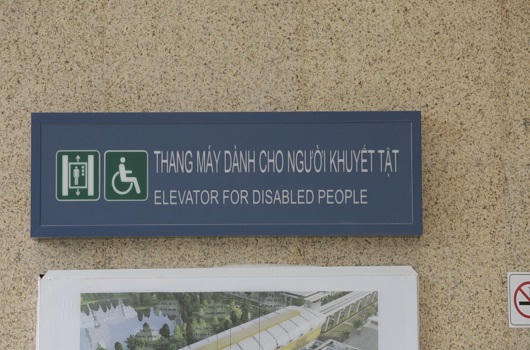 THANG MÁY DÀNH CHO NGƯỜI KHUYẾT TẬT
ELEVATOR FOR DISABLED PEOPLE